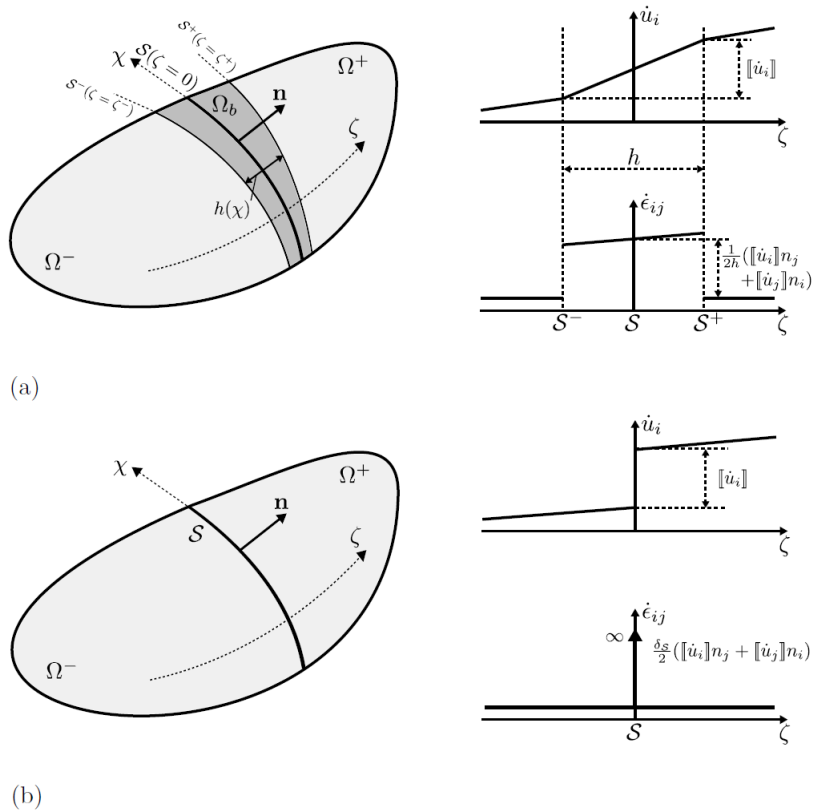 𝒮⁺(ζ = ζ⁺)
𝒮(ζ = 0)
χ
𝒮⁻(ζ = ζ⁻)
Ω⁺
Ω_b
n
ζ
h(χ)
Ω⁻
u̇_i
⟦u̇_i⟧
ζ
h
ϵ̇_ij
1/2h (⟦u̇_i⟧n_j
+⟦u̇_j⟧n_i)
𝒮⁻ 𝒮 𝒮⁺ ζ
(a)
χ
Ω⁺
n
𝒮
ζ
Ω⁻
u̇_i
⟦u̇_i⟧
ζ
ϵ̇_ij
∞ δ_𝒮/2 (⟦u̇_i⟧n_j + ⟦u̇_j⟧n_i)
𝒮 ζ
(b)